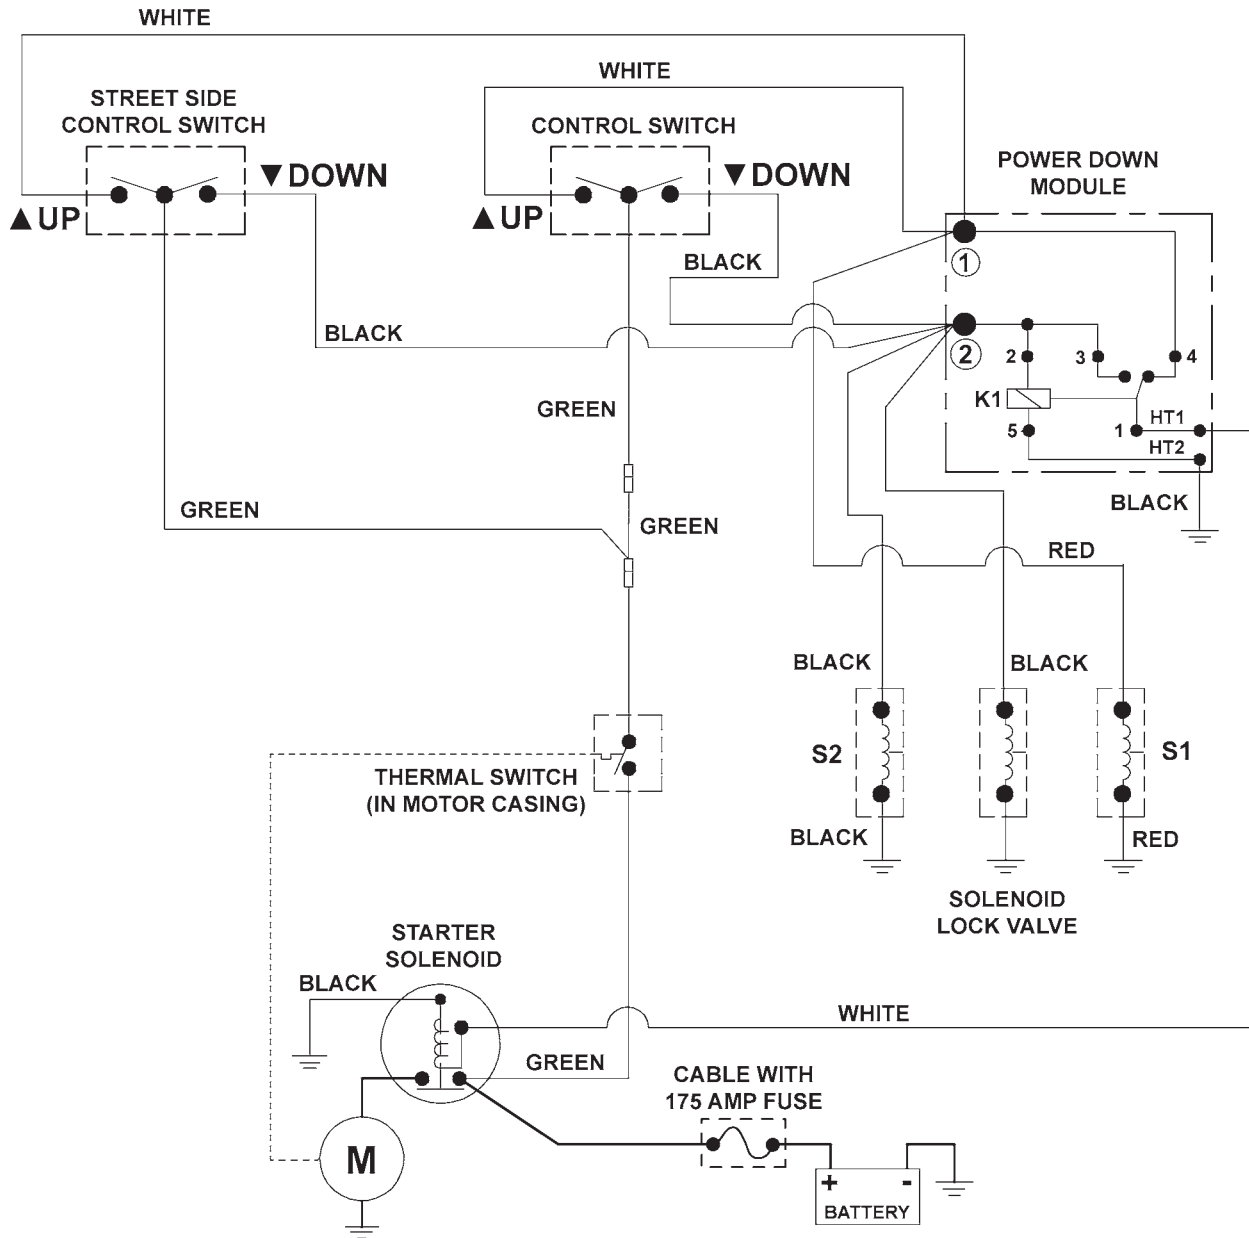 WHITE
WHITE
STREET SIDE
CONTROL SWITCH
CONTROL SWITCH
▼DOWN
▼DOWN
▲UP
▲UP
POWER DOWN
MODULE
1
BLACK
BLACK
2
2
3
4
K1
5
1
HT1
HT2
GREEN
BLACK
GREEN
GREEN
RED
BLACK
BLACK
S2
S1
THERMAL SWITCH
(IN MOTOR CASING)
BLACK
RED
SOLENOID
LOCK VALVE
STARTER
SOLENOID
BLACK
WHITE
GREEN
CABLE WITH
175 AMP FUSE
M
+ -
BATTERY